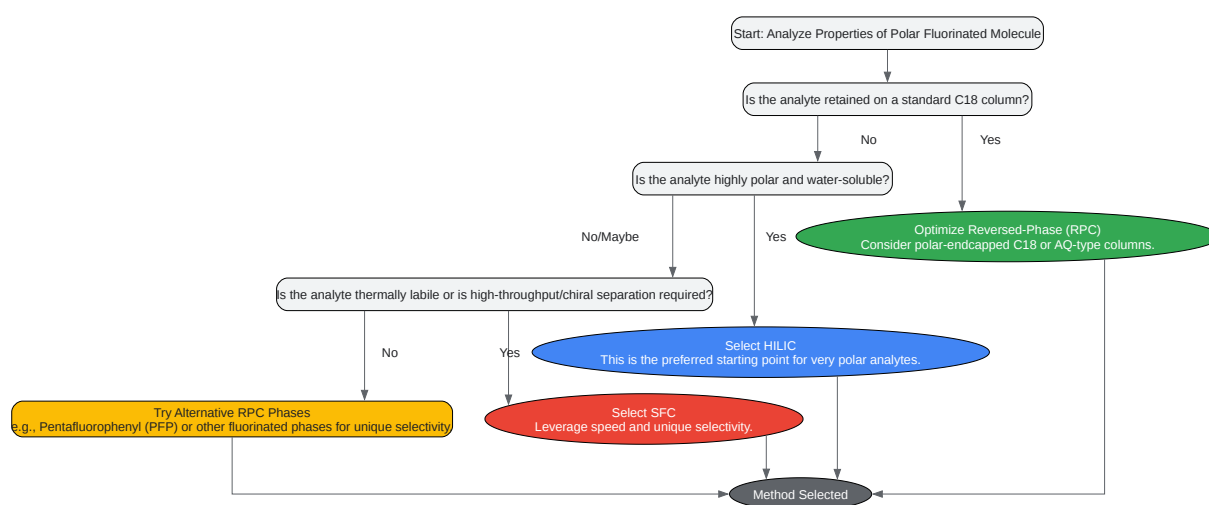 Start: Analyze Properties of Polar Fluorinated Molecule
Is the analyte retained on a standard C18 column?
No
Yes
Is the analyte highly polar and water-soluble?
Optimize Reversed-Phase (RPC)
Consider polar-endcapped C18 or AQ-type columns.
No/Maybe
Yes
Is the analyte thermally labile or is high-throughput/chiral separation required?
Select HILIC
This is the preferred starting point for very polar analytes.
No
Yes
Try Alternative RPC Phases
e.g., Pentafluorophenyl (PFP) or other fluorinated phases for unique selectivity.
Select SFC
Leverage speed and unique selectivity.
Method Selected